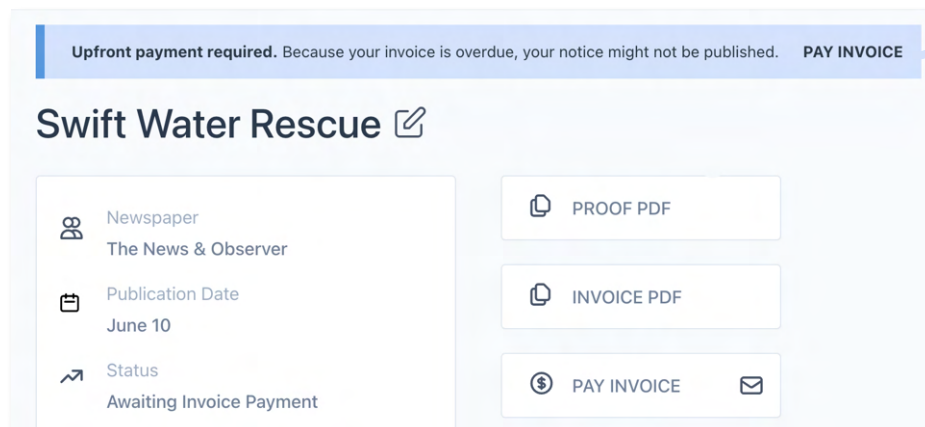 Upfront payment required. Because your invoice is overdue, your notice might not be published. PAY INVOICE
Swift Water Rescue
Newspaper
The News & Observer
Publication Date
June 10
Status
Awaiting Invoice Payment
PROOF PDF
INVOICE PDF
PAY INVOICE